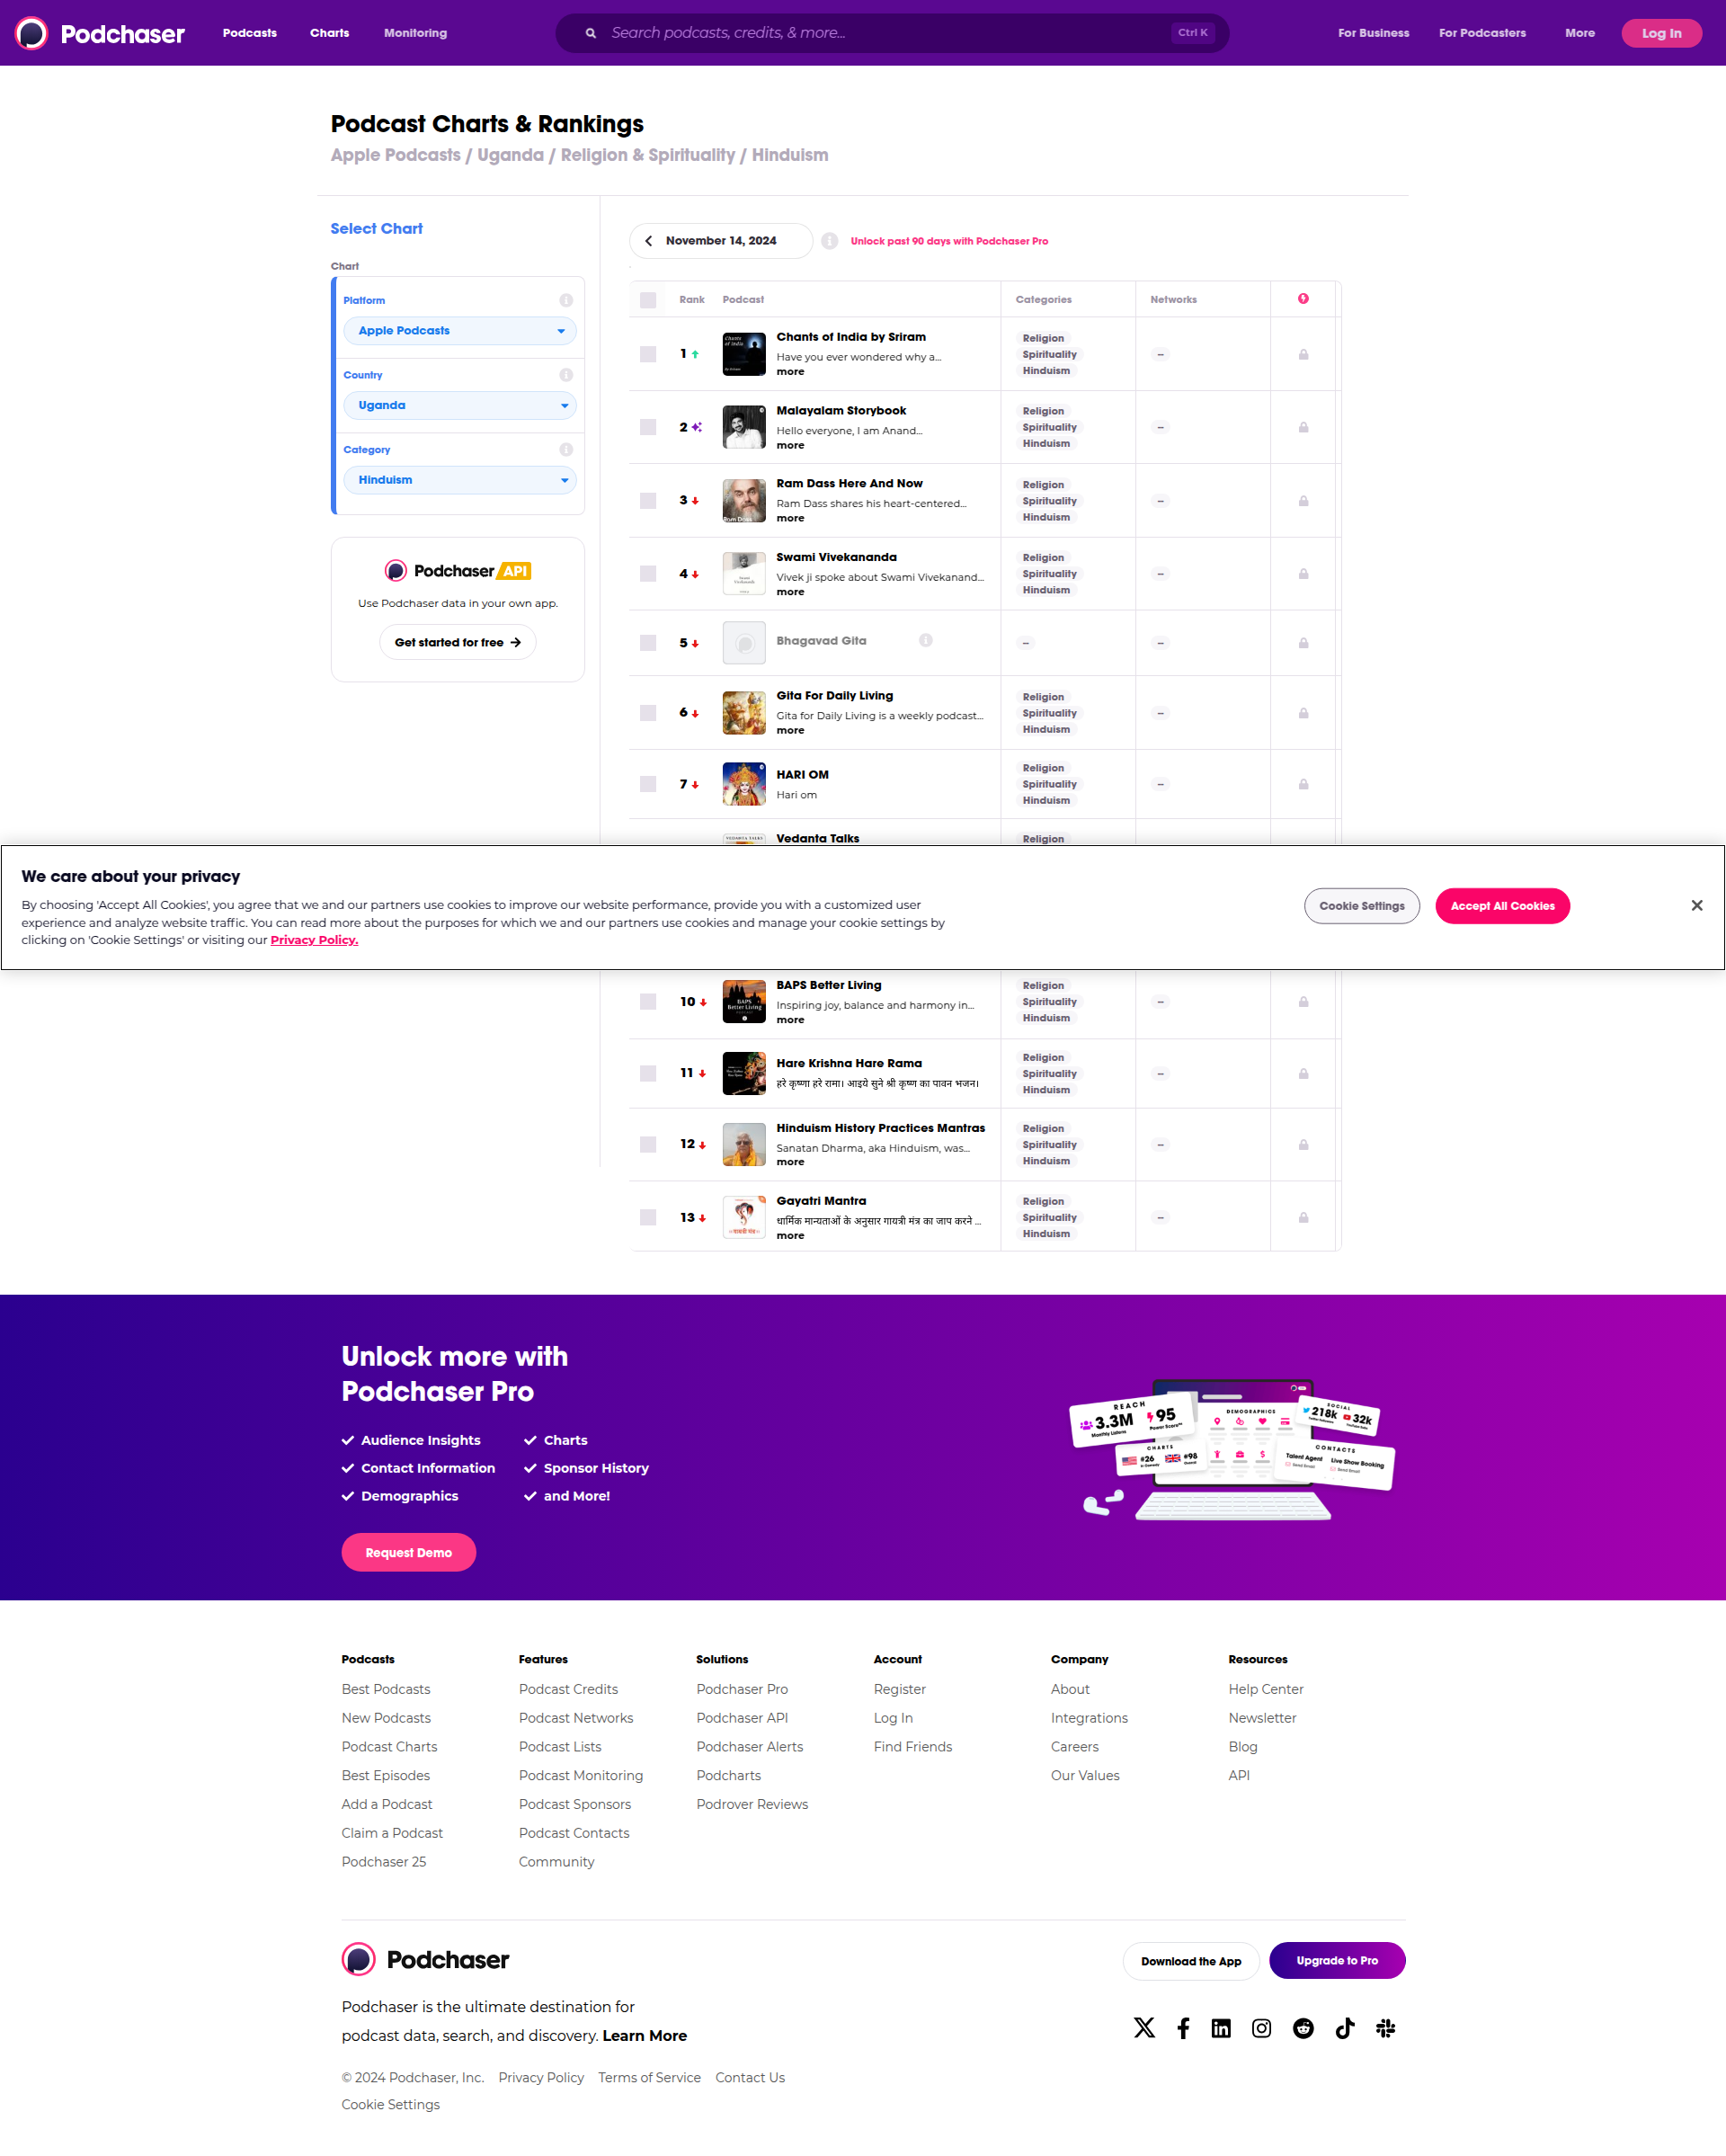 Podchaser
Podcasts
Charts
Monitoring
Search podcasts, credits, & more...
Ctrl K
For Business
For Podcasters
More
Log In
Podcast Charts & Rankings
Apple Podcasts / Uganda / Religion & Spirituality / Hinduism
Select Chart
Chart
Platform
Apple Podcasts
Country
Uganda
Category
Hinduism
Podchaser API
Use Podchaser data in your own app.
Get started for free
November 14, 2024
Unlock past 90 days with Podchaser Pro
Rank
Podcast
Categories
Networks
1
Chants of India by Sriram
Have you ever wondered why a...
more
Religion
Spirituality
Hinduism
--
2
Malayalam Storybook
Hello everyone, I am Anand...
more
Religion
Spirituality
Hinduism
--
3
Ram Dass Here And Now
Ram Dass shares his heart-centered...
more
Religion
Spirituality
Hinduism
--
4
Swami Vivekananda
Vivek ji spoke about Swami Vivekanand...
more
Religion
Spirituality
Hinduism
--
5
Bhagavad Gita
--
--
6
Gita For Daily Living
Gita for Daily Living is a weekly podcast...
more
Religion
Spirituality
Hinduism
--
7
HARI OM
Hari om
Religion
Spirituality
Hinduism
--
VEDANTA TALKS
Vedanta Talks
Religion
We care about your privacy
By choosing 'Accept All Cookies', you agree that we and our partners use cookies to improve our website performance, provide you with a customized user
experience and analyze website traffic. You can read more about the purposes for which we and our partners use cookies and manage your cookie settings by
clicking on 'Cookie Settings' or visiting our Privacy Policy.
Cookie Settings
Accept All Cookies
10
BAPS Better Living
Inspiring joy, balance and harmony in...
more
Religion
Spirituality
Hinduism
--
11
Hare Krishna Hare Rama
हरे कृष्णा हरे रामा। आइये सुने श्री कृष्ण का पावन भजन।
Religion
Spirituality
Hinduism
--
12
Hinduism History Practices Mantras
Sanatan Dharma, aka Hinduism, was...
more
Religion
Spirituality
Hinduism
--
13
Gayatri Mantra
धार्मिक मान्यताओं के अनुसार गायत्री मंत्र का जाप करने ...
more
Religion
Spirituality
Hinduism
--
Unlock more with
Podchaser Pro
Audience Insights
Charts
Contact Information
Sponsor History
Demographics
and More!
Request Demo
REACH
3.3M
95
Monthly Listens
Power Score™
DEMOGRAPHICS
SOCIAL
218k
32k
CHARTS
#26
#98
CONTACTS
Talent Agent
Live Show Booking
Send Email
Send Email
Podcasts
Best Podcasts
New Podcasts
Podcast Charts
Best Episodes
Add a Podcast
Claim a Podcast
Podchaser 25
Features
Podcast Credits
Podcast Networks
Podcast Lists
Podcast Monitoring
Podcast Sponsors
Podcast Contacts
Community
Solutions
Podchaser Pro
Podchaser API
Podchaser Alerts
Podcharts
Podrover Reviews
Account
Register
Log In
Find Friends
Company
About
Integrations
Careers
Our Values
Resources
Help Center
Newsletter
Blog
API
Podchaser
Download the App
Upgrade to Pro
Podchaser is the ultimate destination for
podcast data, search, and discovery. Learn More
© 2024 Podchaser, Inc.
Privacy Policy
Terms of Service
Contact Us
Cookie Settings